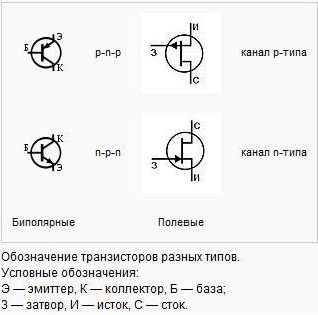 Э
Б
К
p-n-p
И
З
С
канал p-типа
К
Б
Э
n-p-n
С
З
И
канал n-типа
Биполярные
Полевые
Обозначение транзисторов разных типов.
Условные обозначения:
Э — эмиттер, К — коллектор, Б — база;
З — затвор, И — исток, С — сток.